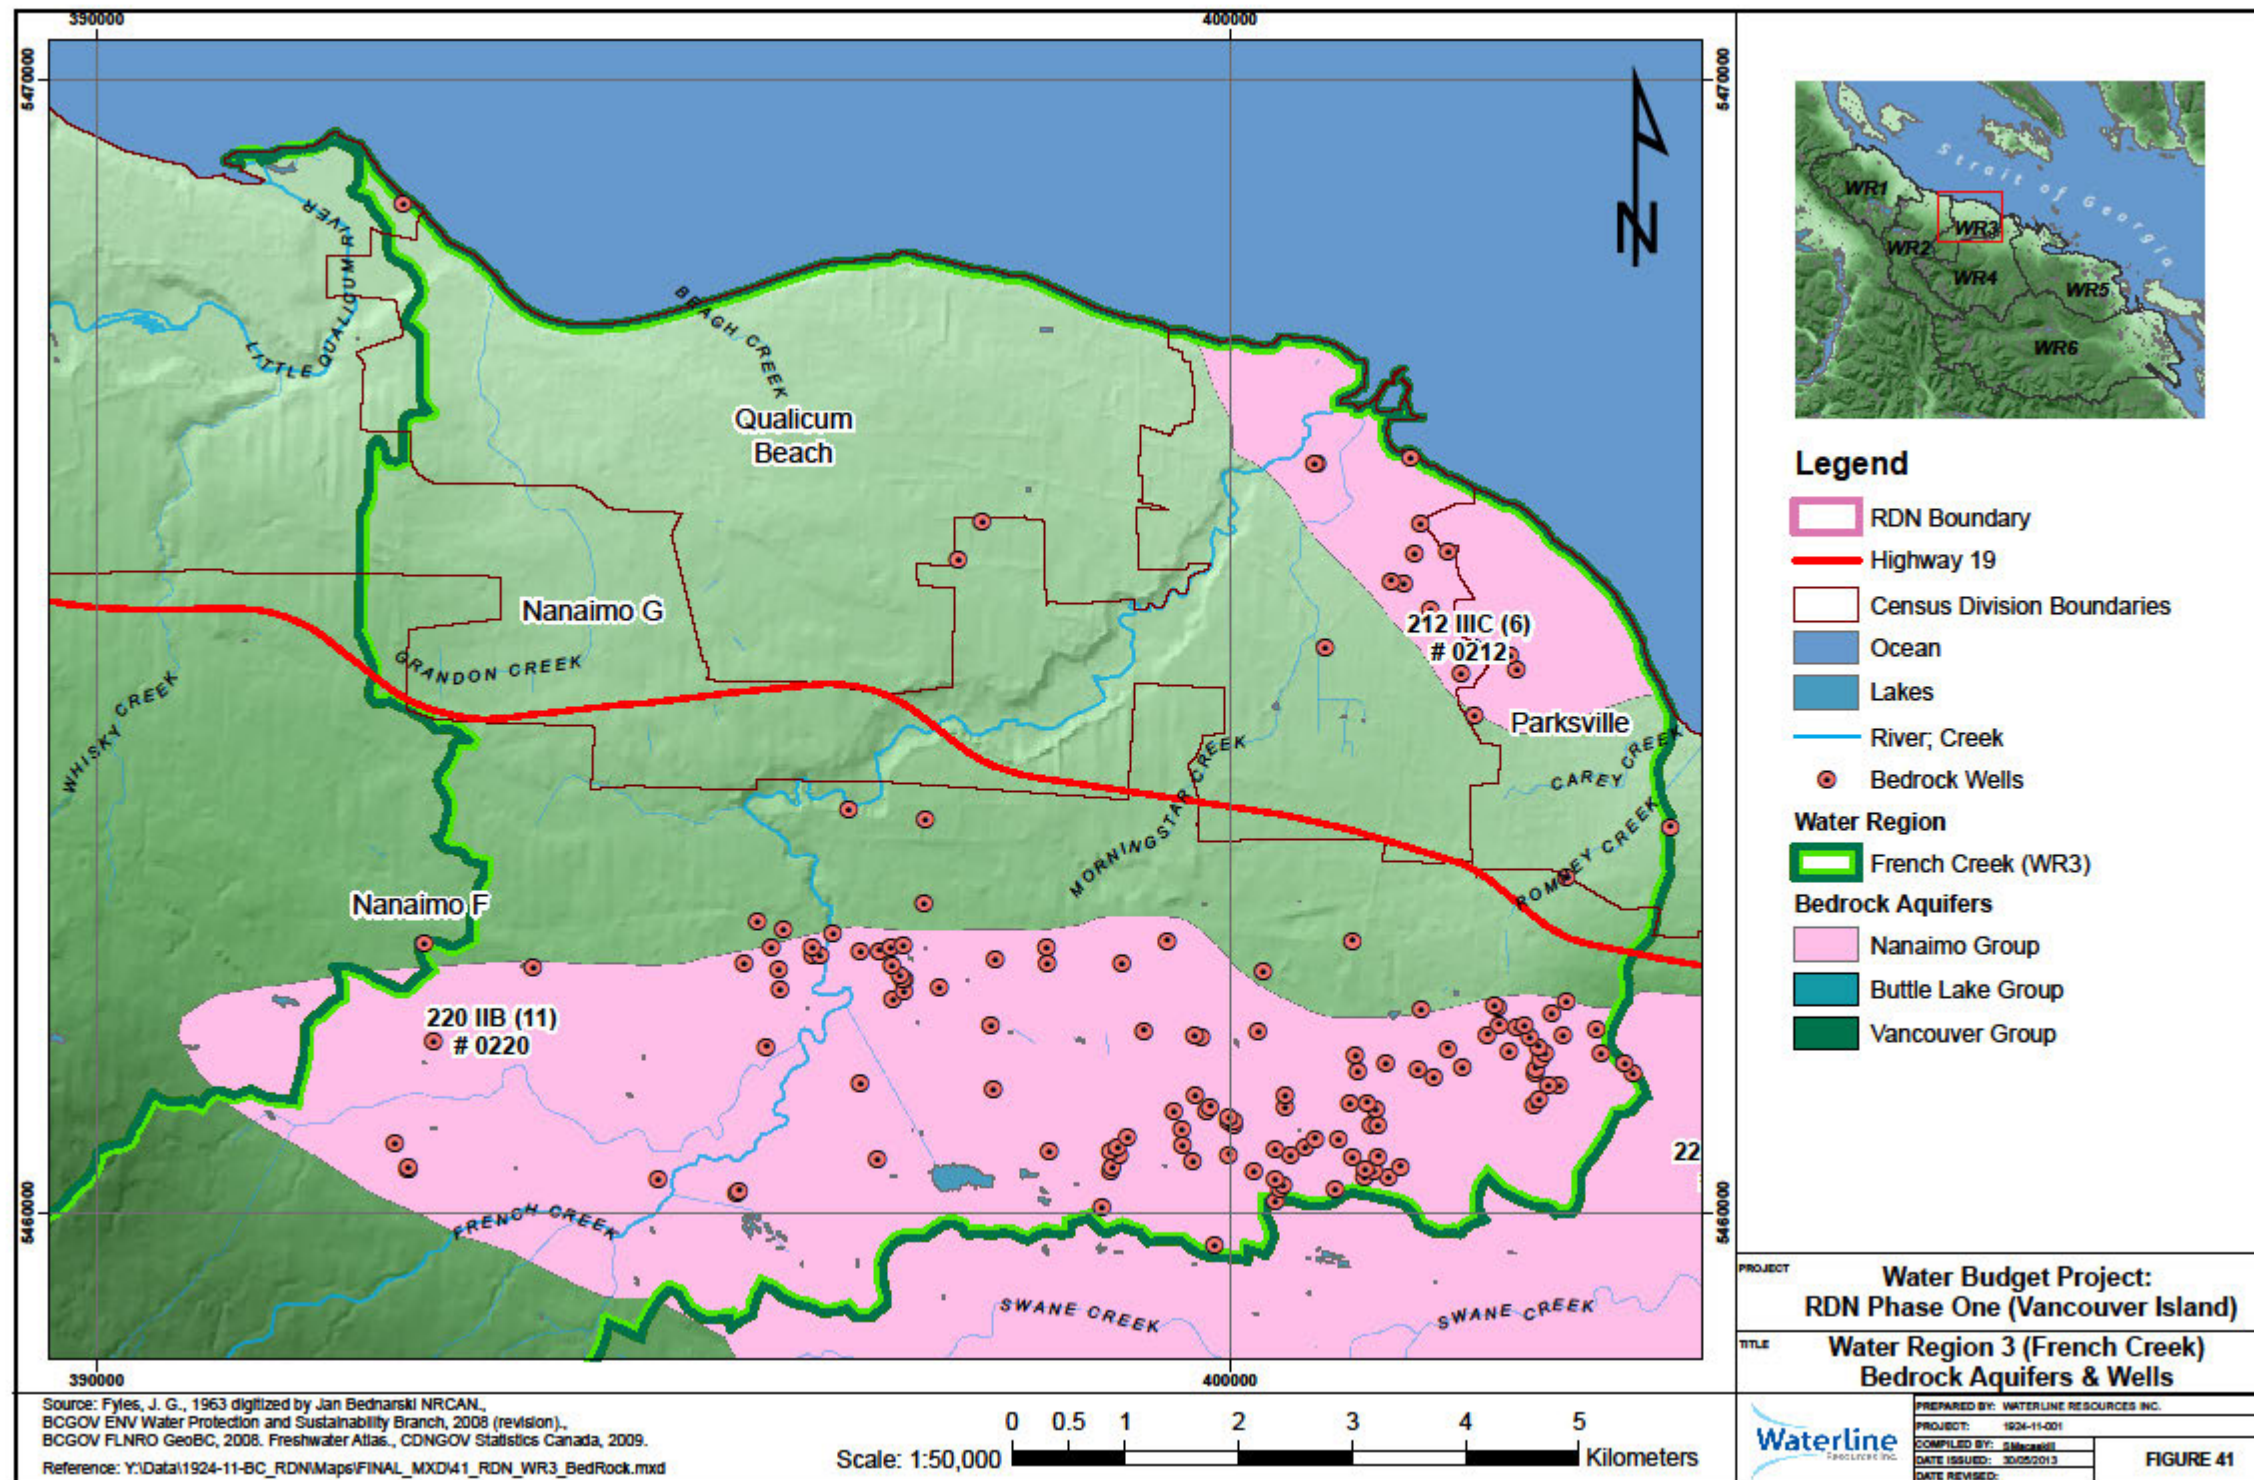 390000
400000
5470000
5470000
LITTLE QUALICUM RIVER
BEACH CREEK
Qualicum
Beach
Nanaimo G
GRANDON CREEK
WHISKY CREEK
212 IIIC (6)
# 0212
Parksville
CAREY CREEK
MORNINGSTAR CREEK
ROMNEY CREEK
Nanaimo F
220 IIB (11)
# 0220
22
FRENCH CREEK
SWANE CREEK
SWANE CREEK
5460000
5460000
390000
400000
N
WR1
WR2
WR3
WR4
WR5
WR6
Strait of Georgia
Legend
RDN Boundary
Highway 19
Census Division Boundaries
Ocean
Lakes
River; Creek
Bedrock Wells
Water Region
French Creek (WR3)
Bedrock Aquifers
Nanaimo Group
Buttle Lake Group
Vancouver Group
PROJECT
Water Budget Project:
RDN Phase One (Vancouver Island)
TITLE
Water Region 3 (French Creek)
Bedrock Aquifers & Wells
Source: Fyles, J. G., 1963 digitized by Jan Bednarski NRCAN.,
BCGOV ENV Water Protection and Sustainability Branch, 2008 (revision).,
BCGOV FLNRO GeoBC, 2008. Freshwater Atlas., CDNGOV Statistics Canada, 2009.
Reference: Y:\Data\1924-11-BC_RDN\Maps\FINAL_MXD\41_RDN_WR3_BedRock.mxd
Scale: 1:50,000
0 0.5 1 2 3 4 5
Kilometers
Waterline
Resources Inc.
PREPARED BY: WATERLINE RESOURCES INC.
PROJECT: 1924-11-001
COMPILED BY: SMacaskill
DATE ISSUED: 30/05/2013
DATE REVISED:
FIGURE 41